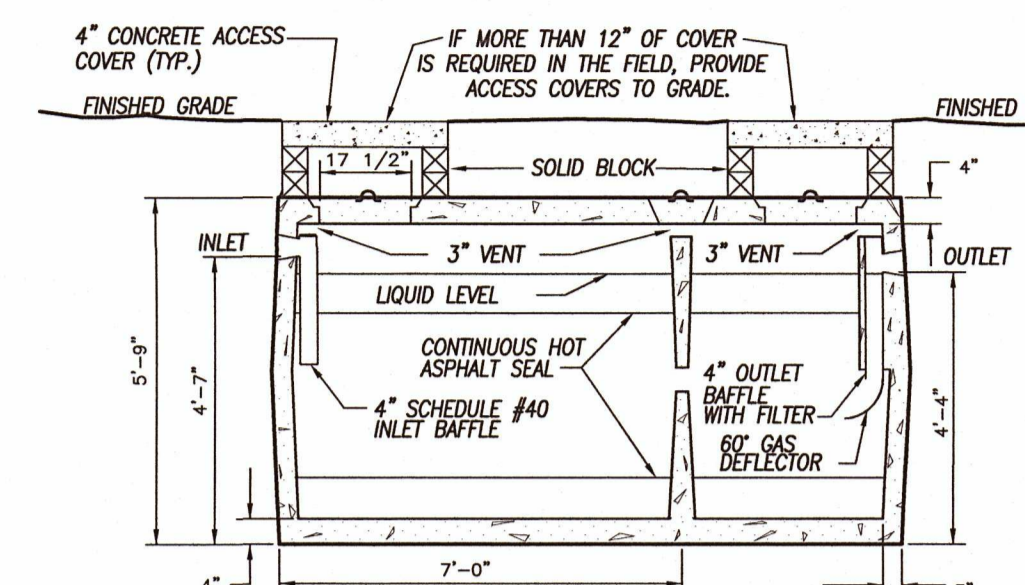 4" CONCRETE ACCESS
COVER (TYP.)
IF MORE THAN 12" OF COVER
IS REQUIRED IN THE FIELD, PROVIDE
ACCESS COVERS TO GRADE.
FINISHED GRADE
FINISHED
17 1/2"
SOLID BLOCK
4"
INLET
3" VENT
3" VENT
OUTLET
LIQUID LEVEL
CONTINUOUS HOT
ASPHALT SEAL
4" OUTLET
BAFFLE
WITH FILTER
4" SCHEDULE #40
INLET BAFFLE
60° GAS
DEFLECTOR
5'-9"
4'-7"
4'-4"
7'-0"
4"